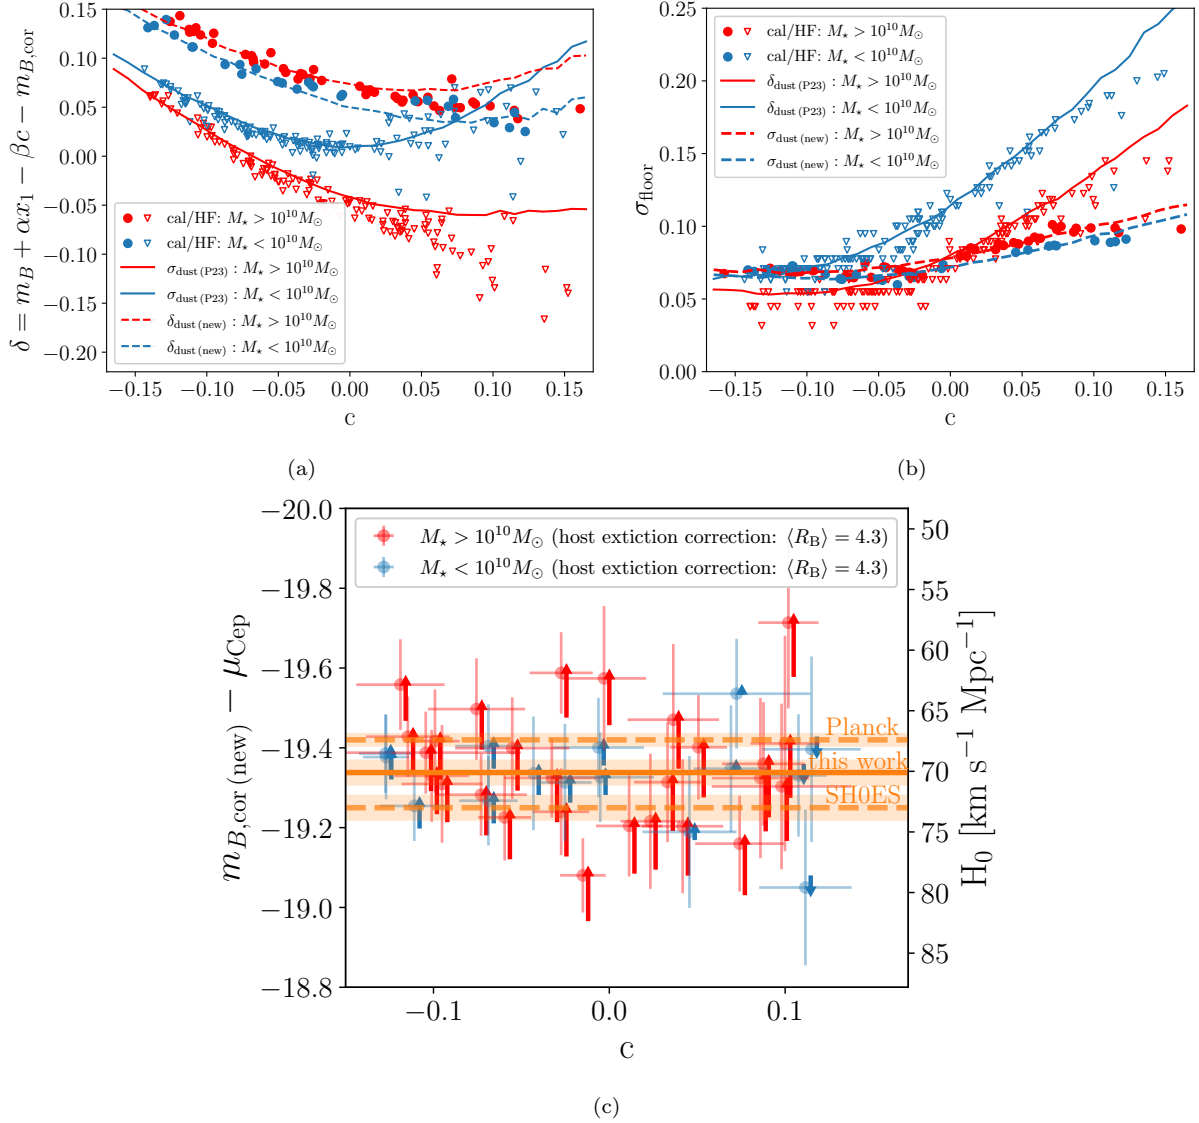 δ = m_B + αx_1 − βc − m_{B,cor}
0.15
0.10
0.05
0.00
−0.05
−0.10
−0.15
−0.20
cal/HF: M⋆ > 10^10 M⊙
cal/HF: M⋆ < 10^10 M⊙
σ_dust (P23) : M⋆ > 10^10 M⊙
σ_dust (P23) : M⋆ < 10^10 M⊙
δ_dust (new) : M⋆ > 10^10 M⊙
δ_dust (new) : M⋆ < 10^10 M⊙
−0.15 −0.10 −0.05 0.00 0.05 0.10 0.15
c
(a)
σ_floor
0.25
0.20
0.15
0.10
0.05
0.00
cal/HF: M⋆ > 10^10 M⊙
cal/HF: M⋆ < 10^10 M⊙
δ_dust (P23) : M⋆ > 10^10 M⊙
δ_dust (P23) : M⋆ < 10^10 M⊙
σ_dust (new) : M⋆ > 10^10 M⊙
σ_dust (new) : M⋆ < 10^10 M⊙
−0.15 −0.10 −0.05 0.00 0.05 0.10 0.15
c
(b)
m_{B,cor (new)} − μ_Cep
−20.0
−19.8
−19.6
−19.4
−19.2
−19.0
−18.8
M⋆ > 10^10 M⊙ (host extiction correction: ⟨R_B⟩ = 4.3)
M⋆ < 10^10 M⊙ (host extiction correction: ⟨R_B⟩ = 4.3)
Planck
this work
SH0ES
50
55
60
65
70
75
80
85
H_0 [km s^−1 Mpc^−1]
−0.1 0.0 0.1
c
(c)